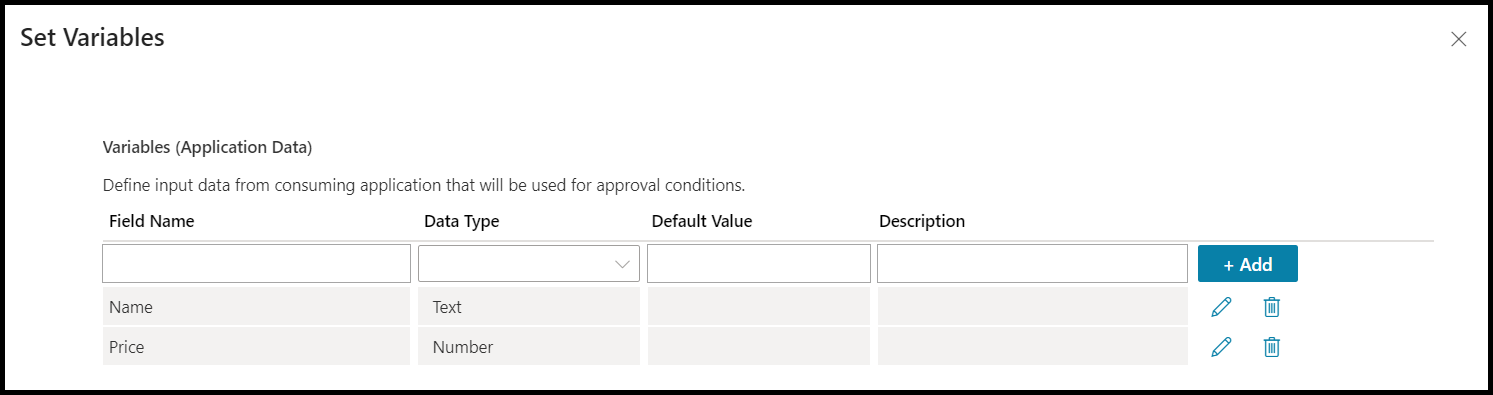 Set Variables
Variables (Application Data)
Define input data from consuming application that will be used for approval conditions.
Field Name Data Type Default Value Description
+ Add
Name Text
Price Number